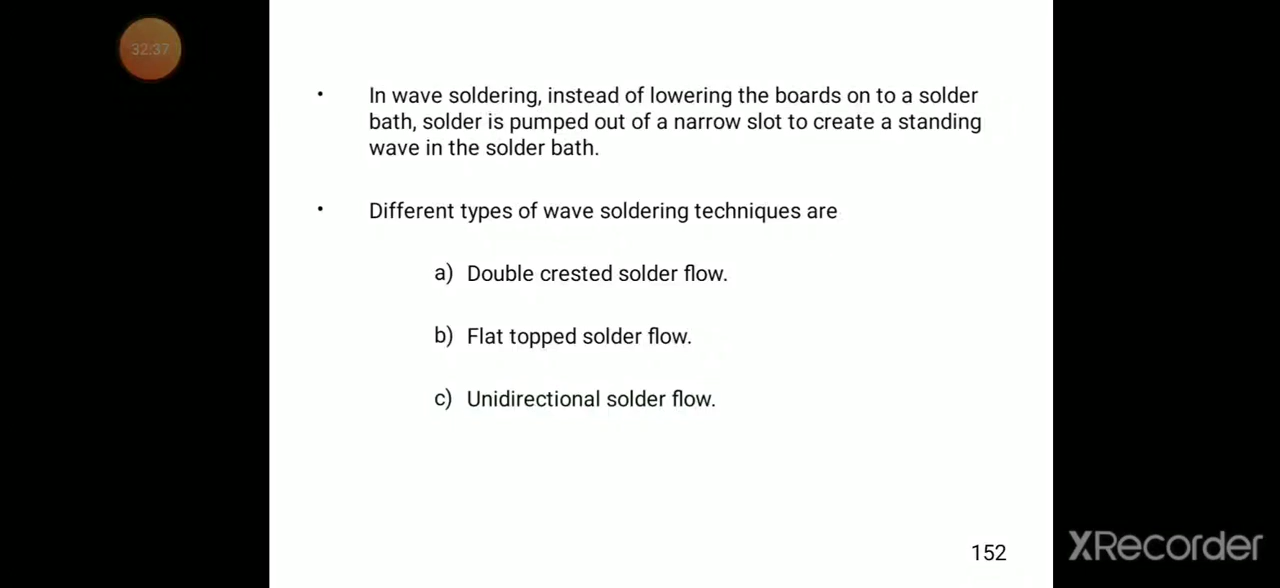 32:37
• In wave soldering, instead of lowering the boards on to a solder
bath, solder is pumped out of a narrow slot to create a standing
wave in the solder bath.
• Different types of wave soldering techniques are
a) Double crested solder flow.
b) Flat topped solder flow.
c) Unidirectional solder flow.
152
XRecorder